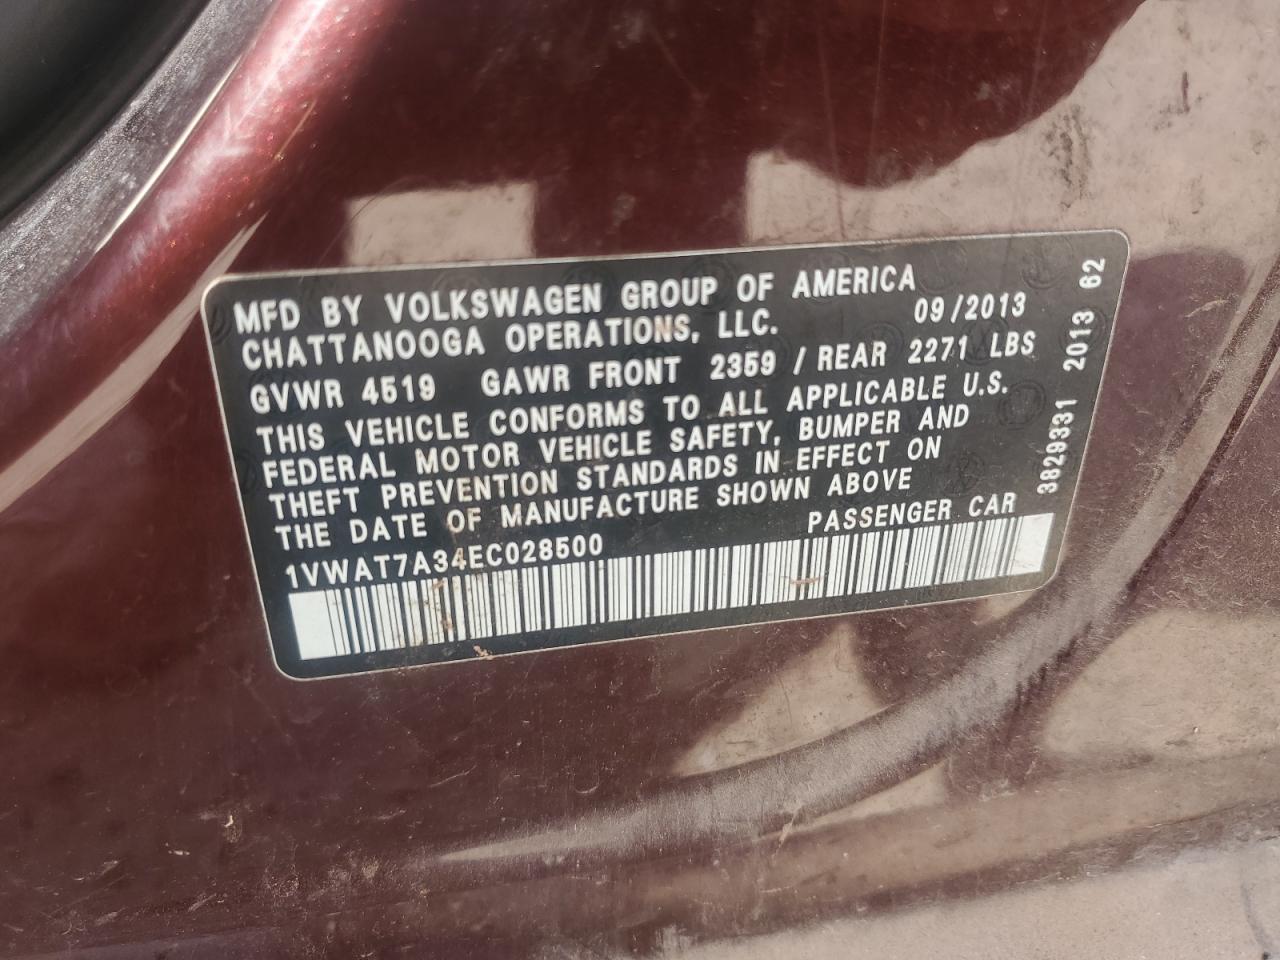 MFD BY VOLKSWAGEN GROUP OF AMERICA
CHATTANOOGA OPERATIONS, LLC. 09/2013
GVWR 4519 GAWR FRONT 2359 / REAR 2271 LBS
THIS VEHICLE CONFORMS TO ALL APPLICABLE U.S.
FEDERAL MOTOR VEHICLE SAFETY, BUMPER AND
THEFT PREVENTION STANDARDS IN EFFECT ON
THE DATE OF MANUFACTURE SHOWN ABOVE
1VWAT7A34EC028500 PASSENGER CAR
3829331 2013 62